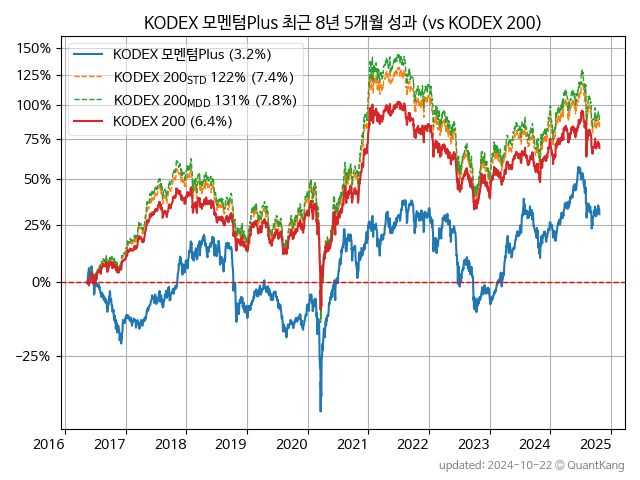 KODEX 모멘텀Plus 최근 8년 5개월 성과 (vs KODEX 200)
150%
125%
100%
75%
50%
25%
0%
−25%
KODEX 모멘텀Plus (3.2%)
KODEX 200STD 122% (7.4%)
KODEX 200MDD 131% (7.8%)
KODEX 200 (6.4%)
2016 2017 2018 2019 2020 2021 2022 2023 2024 2025
updated: 2024-10-22 © QuantKang